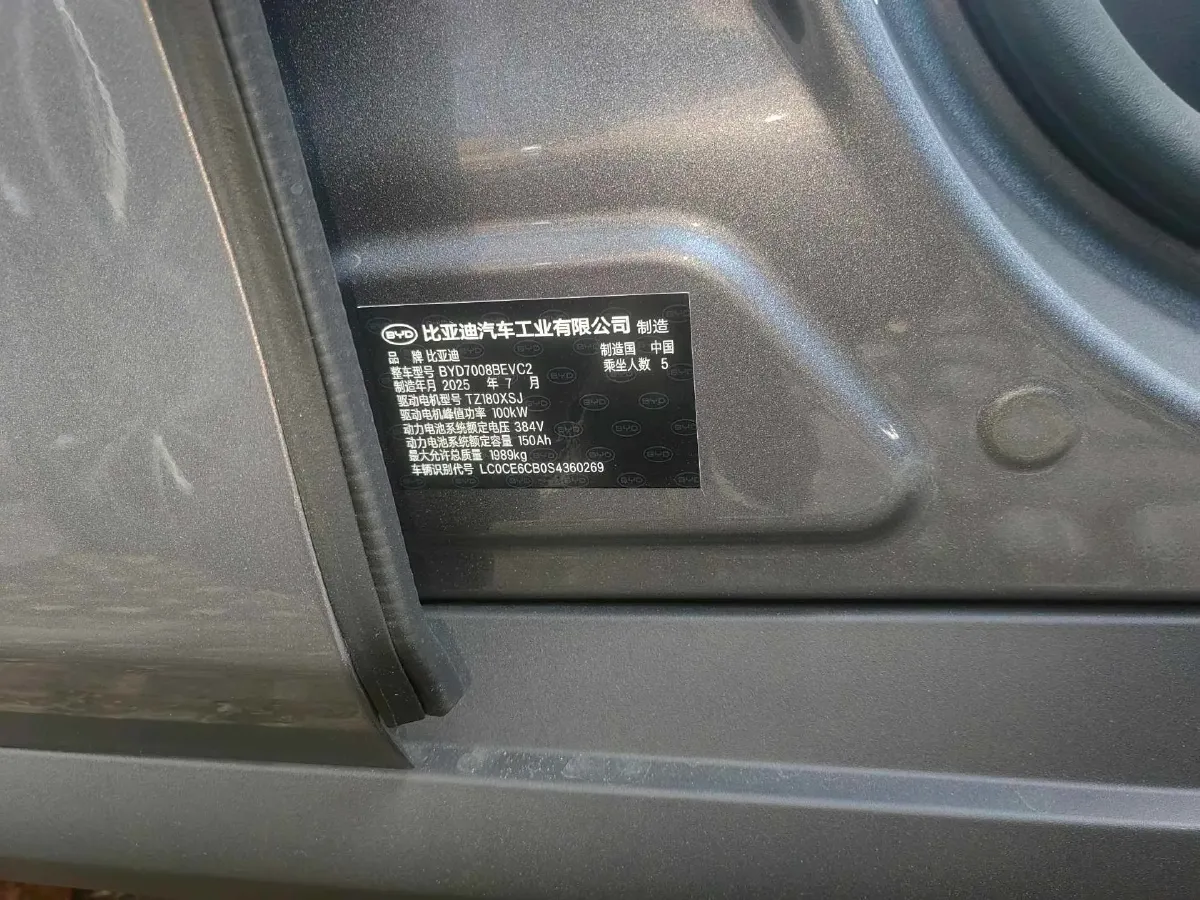 BYD 比亚迪汽车工业有限公司 制造
品 牌 比亚迪 制造国 中国
整车型号 BYD7008BEVC2 乘坐人数 5
制造年月 2025 年 7 月
驱动电机型号 TZ180XSJ
驱动电机峰值功率 100kW
动力电池系统额定电压 384V
动力电池系统额定容量 150Ah
最大允许总质量 1989kg
车辆识别代号 LC0CE6CB0S4360269